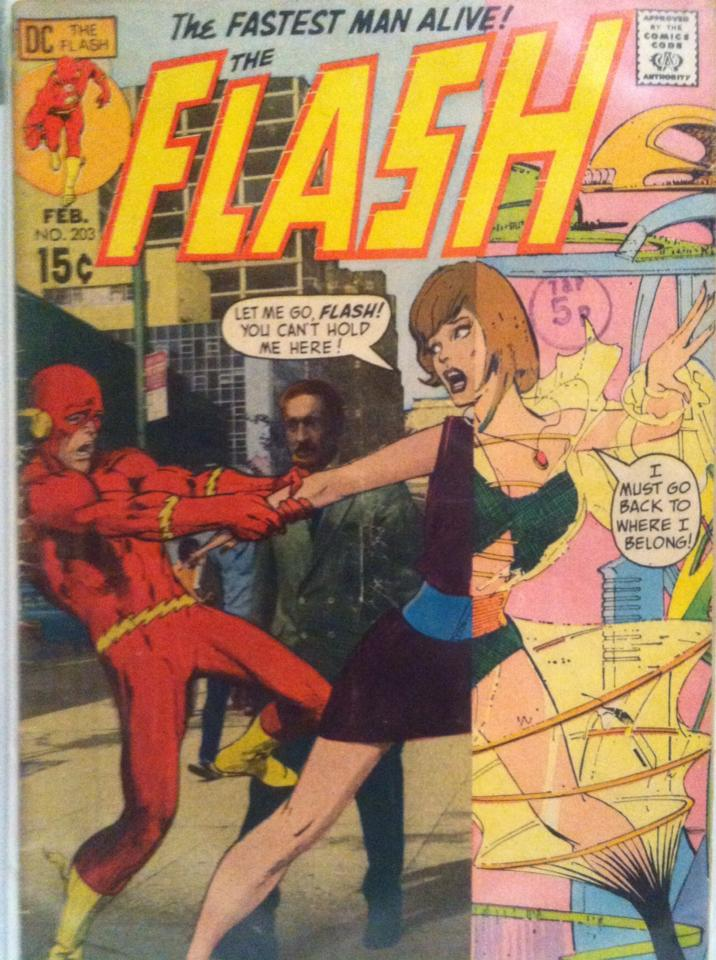 The FASTEST MAN ALIVE!
DC THE FLASH
APPROVED
BY THE
COMICS
CODE
AUTHORITY
THE
FLASH
FEB.
NO. 203
15¢
LET ME GO, FLASH!
YOU CAN'T HOLD
ME HERE!
T&P
5p
I
MUST GO
BACK TO
WHERE I
BELONG!